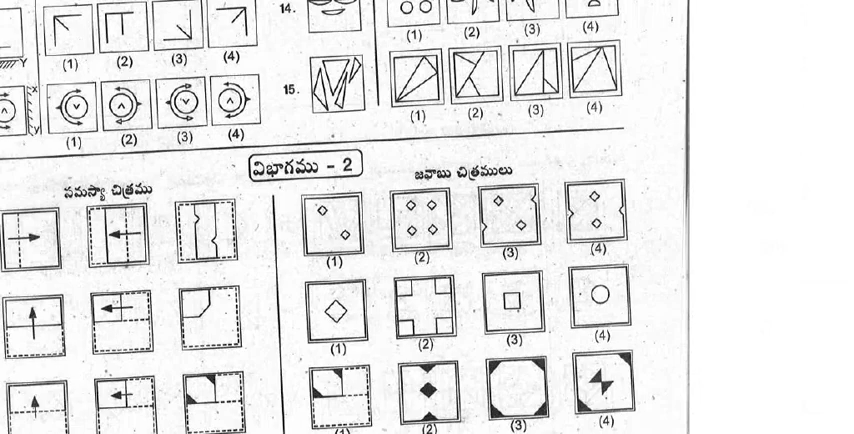 14.
(1) (2) (3) (4)
(1) (2) (3) (4)
Y
15.
(1) (2) (3) (4)
X
Y
(1) (2) (3) (4)
విభాగము - 2
సమస్యా చిత్రము
జవాబు చిత్రములు
(1) (2) (3) (4)
(1) (2) (3) (4)
(1) (2) (3) (4)